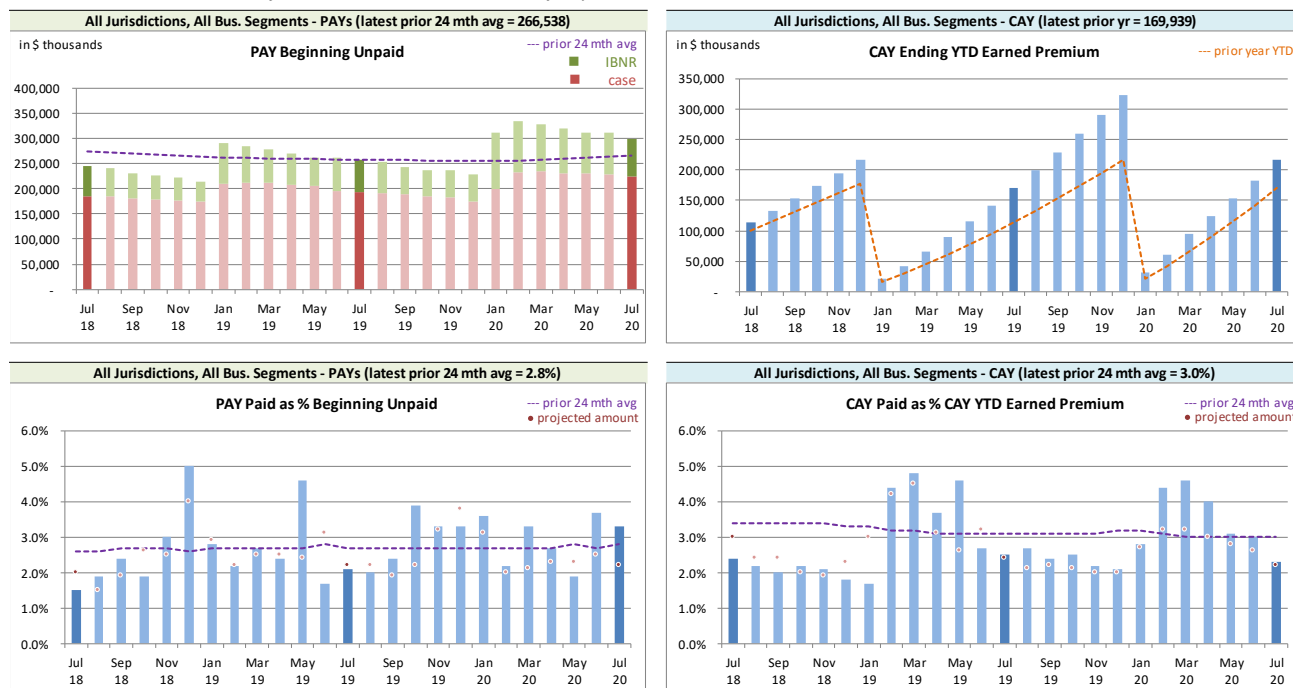 All Jurisdictions, All Bus. Segments - PAYs (latest prior 24 mth avg = 266,538)
in $ thousands
PAY Beginning Unpaid
--- prior 24 mth avg
IBNR
case
400,000
350,000
300,000
250,000
200,000
150,000
100,000
50,000
-
Jul Sep Nov Jan Mar May Jul Sep Nov Jan Mar May Jul
18 18 18 19 19 19 19 19 19 20 20 20 20
All Jurisdictions, All Bus. Segments - CAY (latest prior yr = 169,939)
in $ thousands
CAY Ending YTD Earned Premium
--- prior year YTD
350,000
300,000
250,000
200,000
150,000
100,000
50,000
-
Jul Sep Nov Jan Mar May Jul Sep Nov Jan Mar May Jul
18 18 18 19 19 19 19 19 19 20 20 20 20
All Jurisdictions, All Bus. Segments - PAYs (latest prior 24 mth avg = 2.8%)
PAY Paid as % Beginning Unpaid
--- prior 24 mth avg
• projected amount
6.0%
5.0%
4.0%
3.0%
2.0%
1.0%
0.0%
Jul Sep Nov Jan Mar May Jul Sep Nov Jan Mar May Jul
18 18 18 19 19 19 19 19 19 20 20 20 20
All Jurisdictions, All Bus. Segments - CAY (latest prior 24 mth avg = 3.0%)
CAY Paid as % CAY YTD Earned Premium
--- prior 24 mth avg
• projected amount
6.0%
5.0%
4.0%
3.0%
2.0%
1.0%
0.0%
Jul Sep Nov Jan Mar May Jul Sep Nov Jan Mar May Jul
18 18 18 19 19 19 19 19 19 20 20 20 20